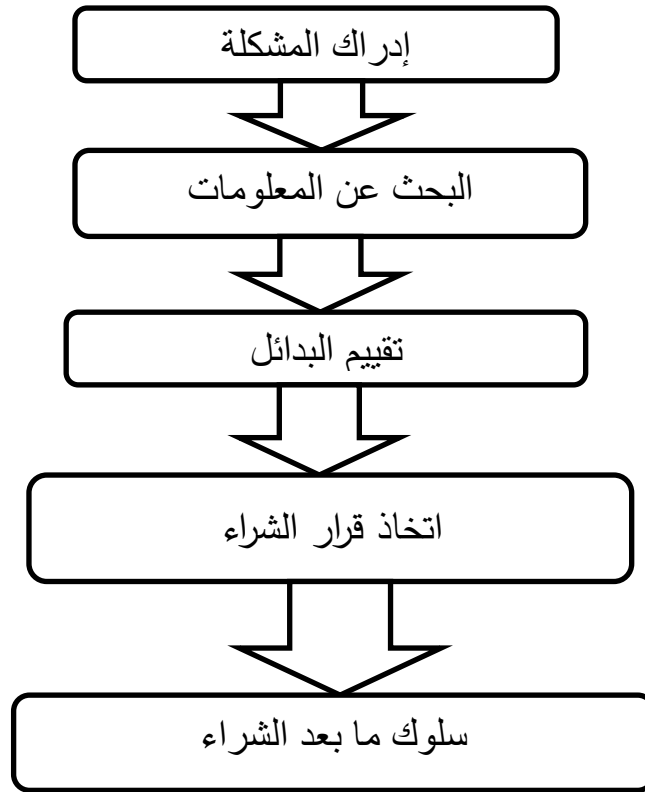 إدراك المشكلة
البحث عن المعلومات
تقييم البدائل
اتخاذ قرار الشراء
سلوك ما بعد الشراء